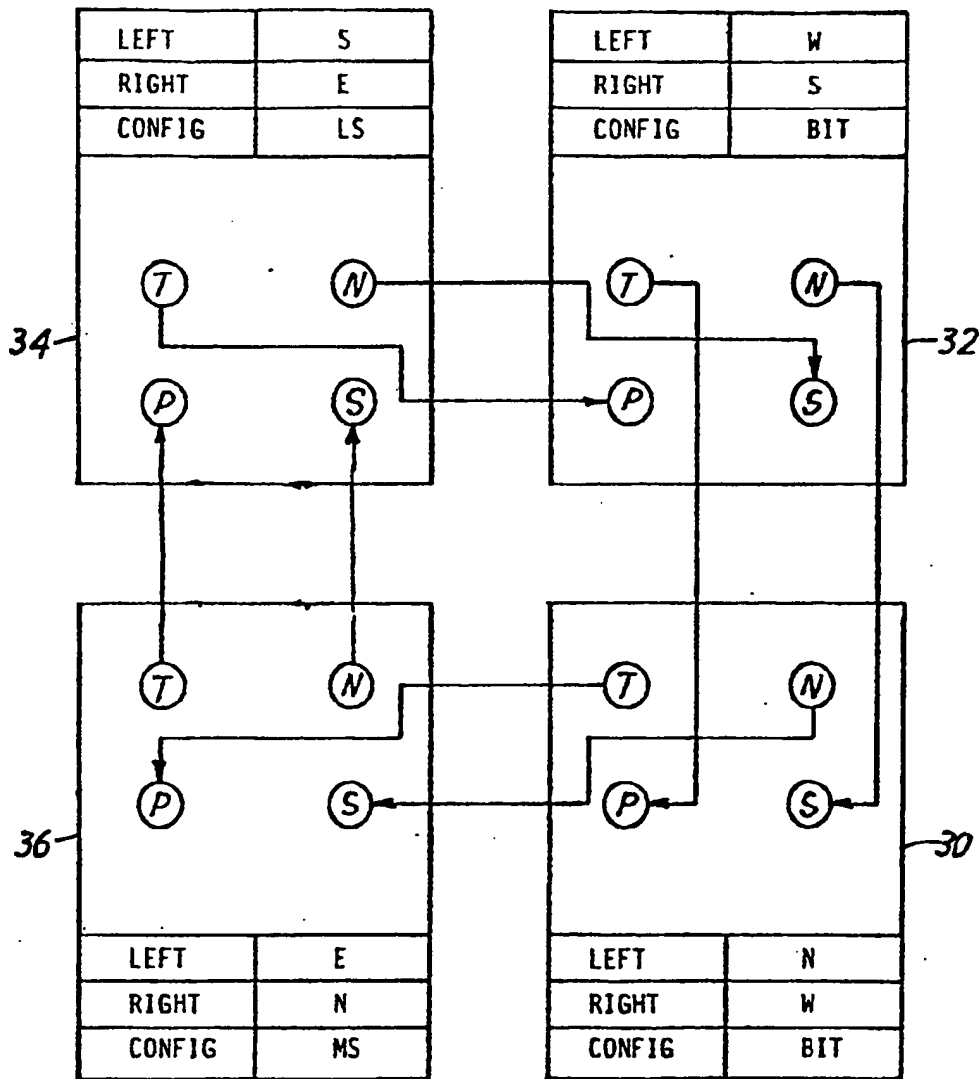 LEFT S
RIGHT E
CONFIG LS
LEFT W
RIGHT S
CONFIG BIT
T N
T N
34
32
P S
P S
T N
T N
P S
P S
36
30
LEFT E
RIGHT N
CONFIG MS
LEFT N
RIGHT W
CONFIG BIT